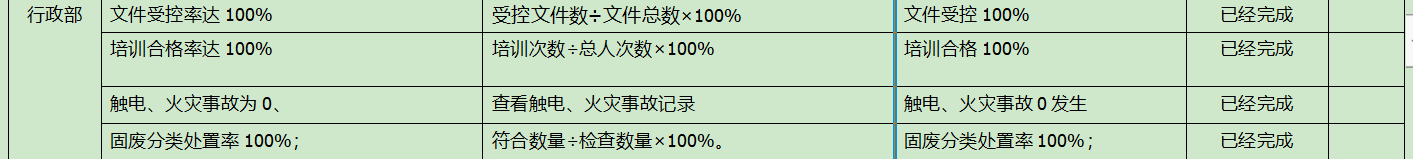 行政部 文件受控率达 100% 受控文件数÷文件总数×100% 文件受控 100% 已经完成
培训合格率达 100% 培训次数÷总人次数×100% 培训合格 100% 已经完成
触电、火灾事故为 0、 查看触电、火灾事故记录 触电、火灾事故 0 发生 已经完成
固废分类处置率 100%； 符合数量÷检查数量×100%。 固废分类处置率 100%； 已经完成